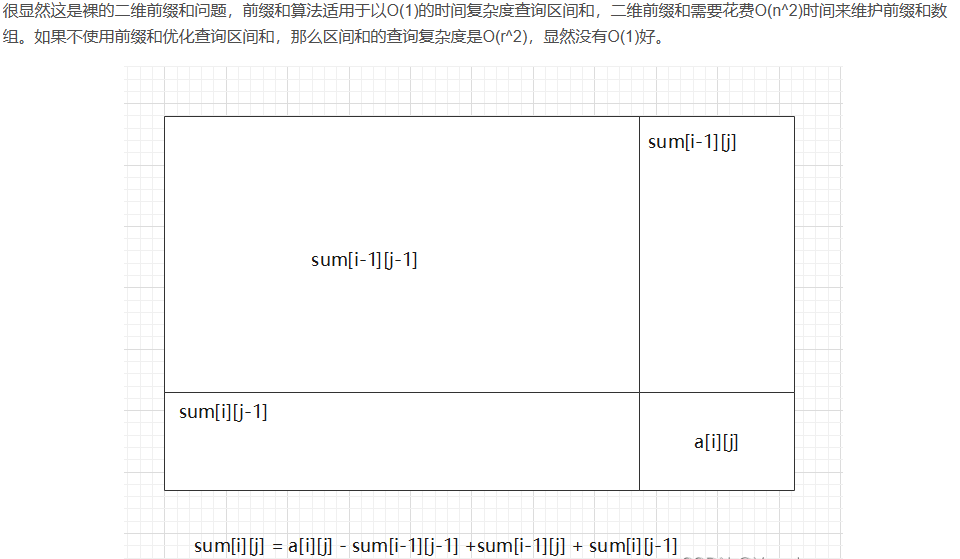 很显然这是裸的二维前缀和问题，前缀和算法适用于以O(1)的时间复杂度查询区间和，二维前缀和需要花费O(n^2)时间来维护前缀和数
组。如果不使用前缀和优化查询区间和，那么区间和的查询复杂度是O(r^2)，显然没有O(1)好。
sum[i-1][j]
sum[i-1][j-1]
sum[i][j-1]
a[i][j]
sum[i][j] = a[i][j] - sum[i-1][j-1] +sum[i-1][j] + sum[i][j-1]